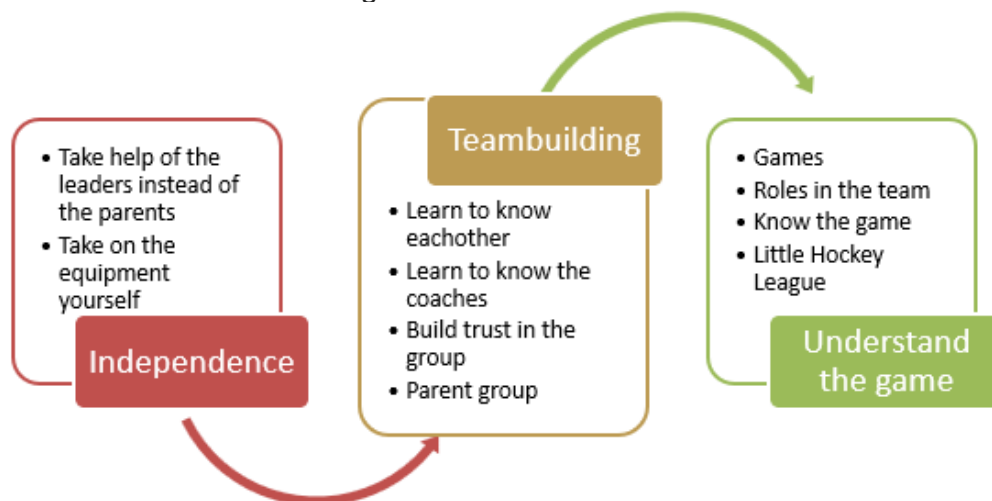 • Take help of the
leaders instead of
the parents
• Take on the
equipment
yourself
Independence
Teambuilding
• Learn to know
eachother
• Learn to know the
coaches
• Build trust in the
group
• Parent group
• Games
• Roles in the team
• Know the game
• Little Hockey
League
Understand
the game